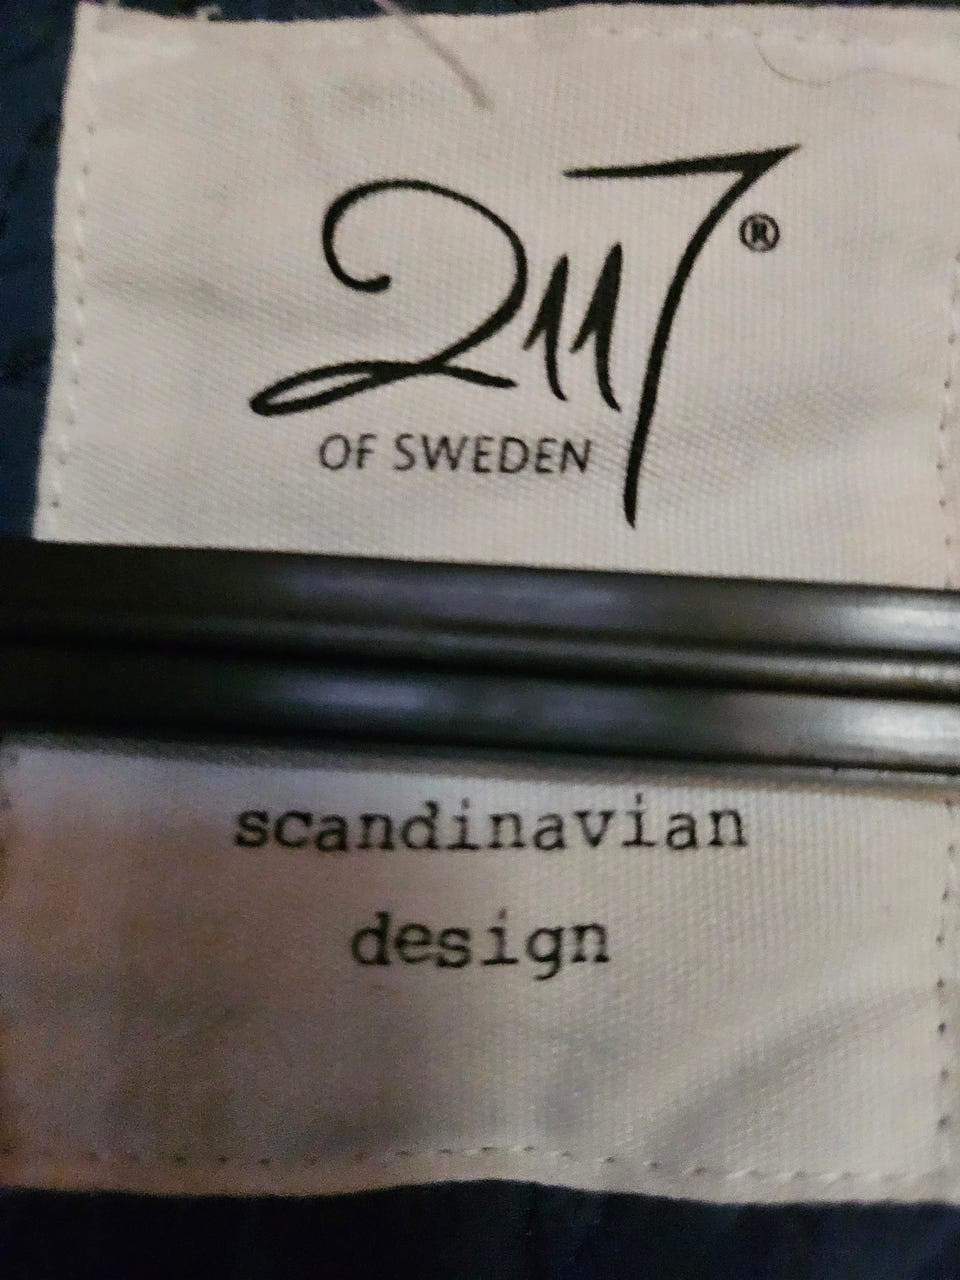 2117®
OF SWEDEN
scandinavian
design